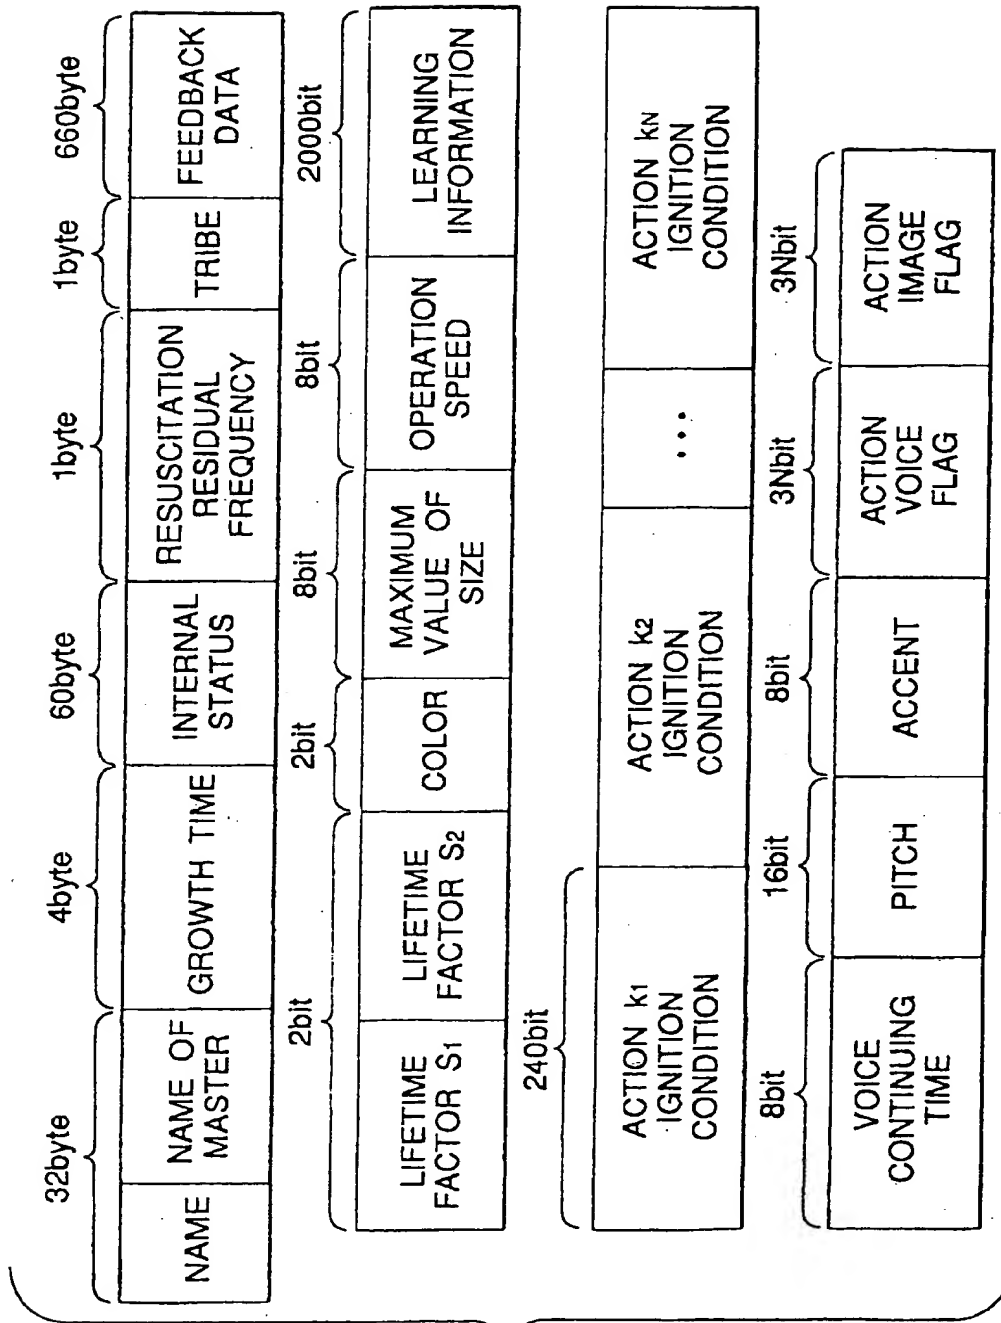 32byte
4byte
60byte
1byte
1byte
660byte
NAME
NAME OF
MASTER
GROWTH TIME
INTERNAL
STATUS
RESUSCITATION
RESIDUAL
FREQUENCY
TRIBE
FEEDBACK
DATA
2bit
2bit
8bit
8bit
2000bit
LIFETIME
FACTOR S1
LIFETIME
FACTOR S2
COLOR
MAXIMUM
VALUE OF
SIZE
OPERATION
SPEED
LEARNING
INFORMATION
240bit
ACTION k1
IGNITION
CONDITION
ACTION k2
IGNITION
CONDITION
...
ACTION kN
IGNITION
CONDITION
8bit
16bit
8bit
3Nbit
3Nbit
VOICE
CONTINUING
TIME
PITCH
ACCENT
ACTION
VOICE
FLAG
ACTION
IMAGE
FLAG